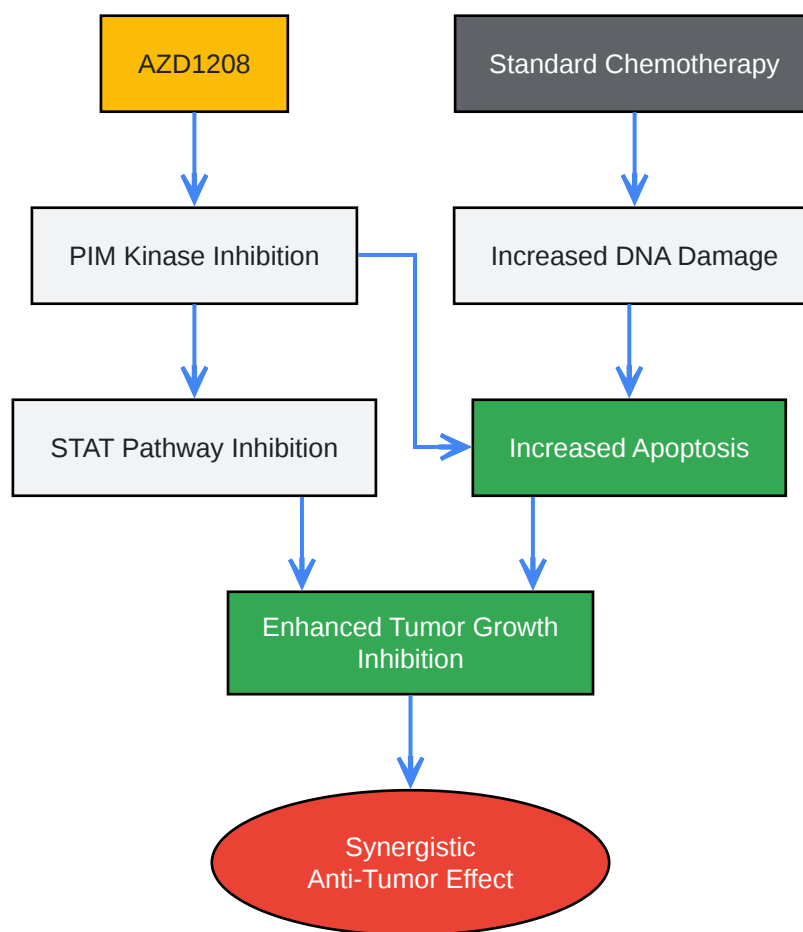 AZD1208
Standard Chemotherapy
PIM Kinase Inhibition
Increased DNA Damage
STAT Pathway Inhibition
Increased Apoptosis
Enhanced Tumor Growth
Inhibition
Synergistic
Anti-Tumor Effect